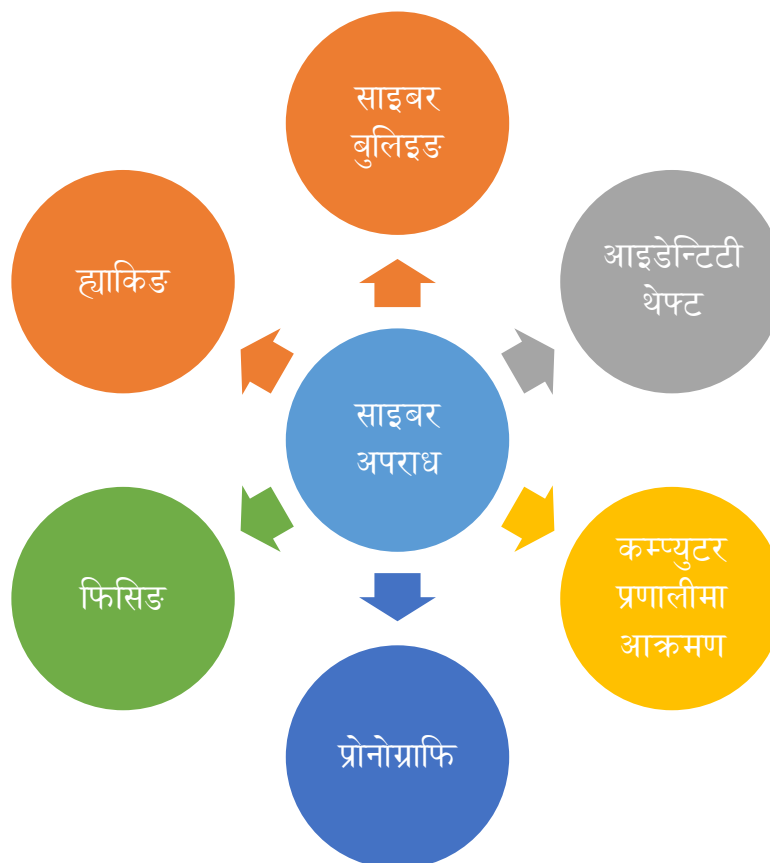 साइबर
बुलिइङ
ह्याकिङ
आइडेन्टिटी
थेफ्ट
साइबर
अपराध
फिसिङ
कम्प्युटर
प्रणालीमा
आक्रमण
प्रोनोग्राफि